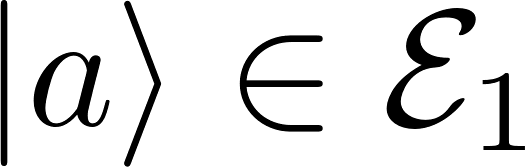 |a⟩ ∈ ℰ₁